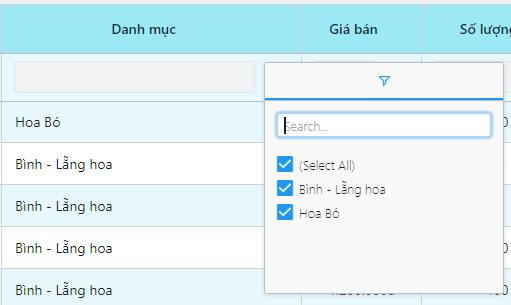 Danh mục Giá bán Số lượng
Search...
Hoa Bó
(Select All)
Bình - Lẵng hoa
Bình - Lẵng hoa
Hoa Bó
Bình - Lẵng hoa
Bình - Lẵng hoa
Bình - Lẵng hoa